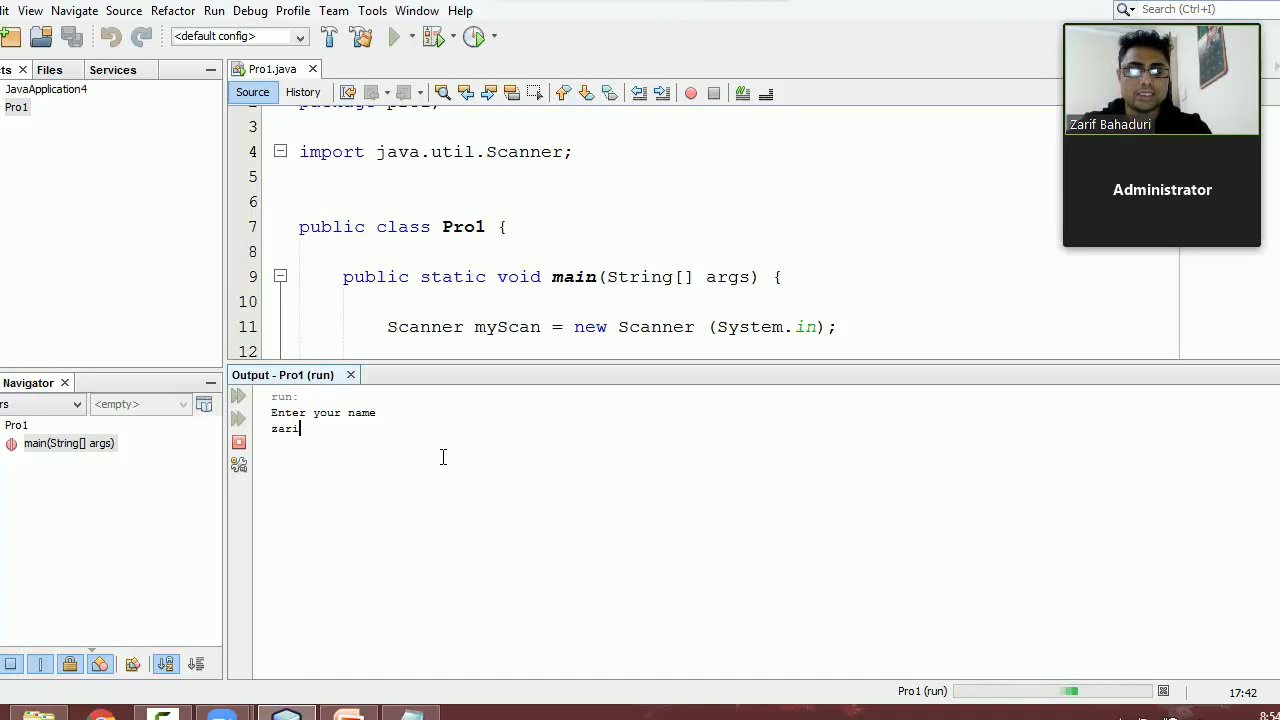 View Navigate Source Refactor Run Debug Profile Team Tools Window Help
Search (Ctrl+I)
<default config>
Files Services
Pro1.java
JavaApplication4
Pro1
Source History
3
4 import java.util.Scanner;
5
6
7 public class Pro1 {
8
9 public static void main(String[] args) {
10
11 Scanner myScan = new Scanner (System.in);
12
Zarif Bahaduri
Administrator
Navigator
<empty>
Pro1
main(String[] args)
Output - Pro1 (run)
run:
Enter your name
zari
Pro1 (run)
17:42